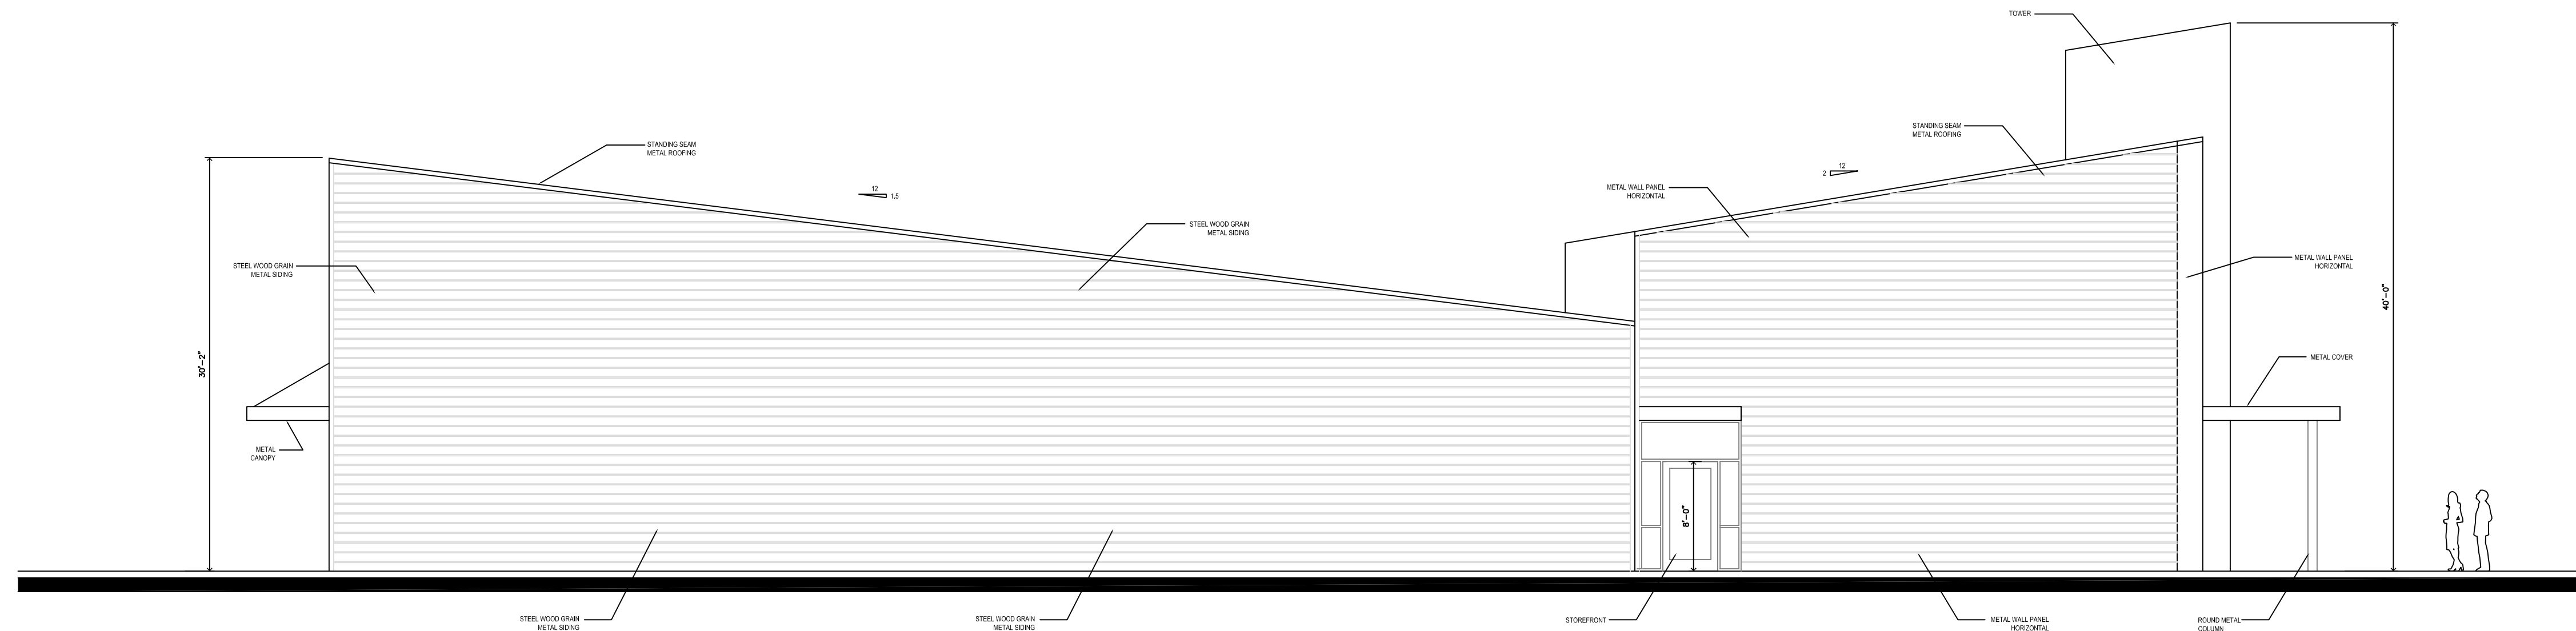 TOWER
STANDING SEAM
METAL ROOFING
STANDING SEAM
METAL ROOFING
12
2
12
1.5
METAL WALL PANEL
HORIZONTAL
STEEL WOOD GRAIN
METAL SIDING
STEEL WOOD GRAIN
METAL SIDING
METAL WALL PANEL
HORIZONTAL
40'-0"
30'-2"
METAL COVER
METAL
CANOPY
8'-0"
STEEL WOOD GRAIN
METAL SIDING
STEEL WOOD GRAIN
METAL SIDING
STOREFRONT
METAL WALL PANEL
HORIZONTAL
ROUND METAL
COLUMN